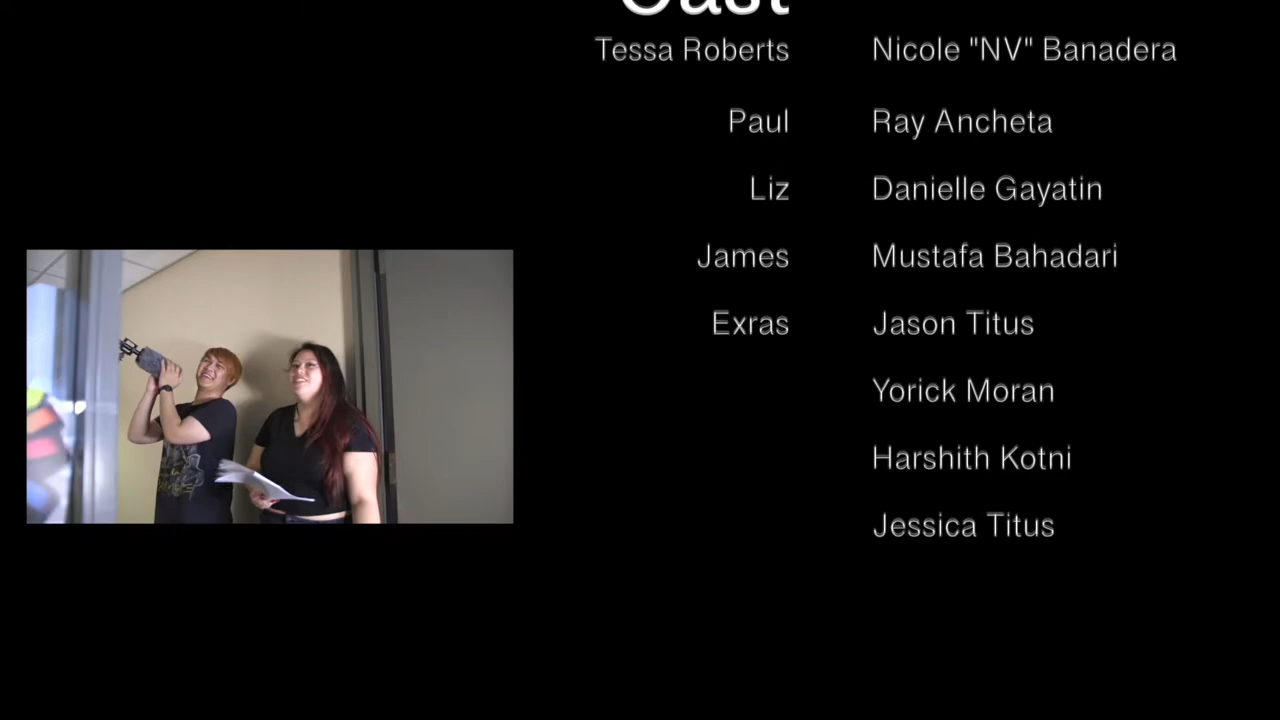 Cast
Tessa Roberts Nicole "NV" Banadera
Paul Ray Ancheta
Liz Danielle Gayatin
James Mustafa Bahadari
Exras Jason Titus
Yorick Moran
Harshith Kotni
Jessica Titus